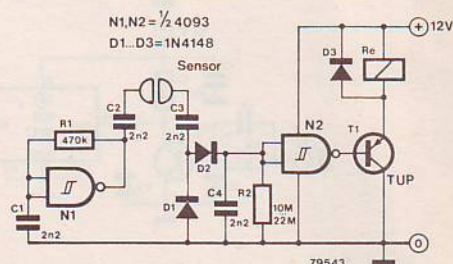 N1,N2 = ½ 4093
D1...D3 = 1N4148
Sensor
C2
2n2
C3
2n2
R1
470k
N1
C1
2n2
D1
D2
C4
2n2
R2
10M
22M
N2
D3
Re
T1
TUP
+
12V
0
79543